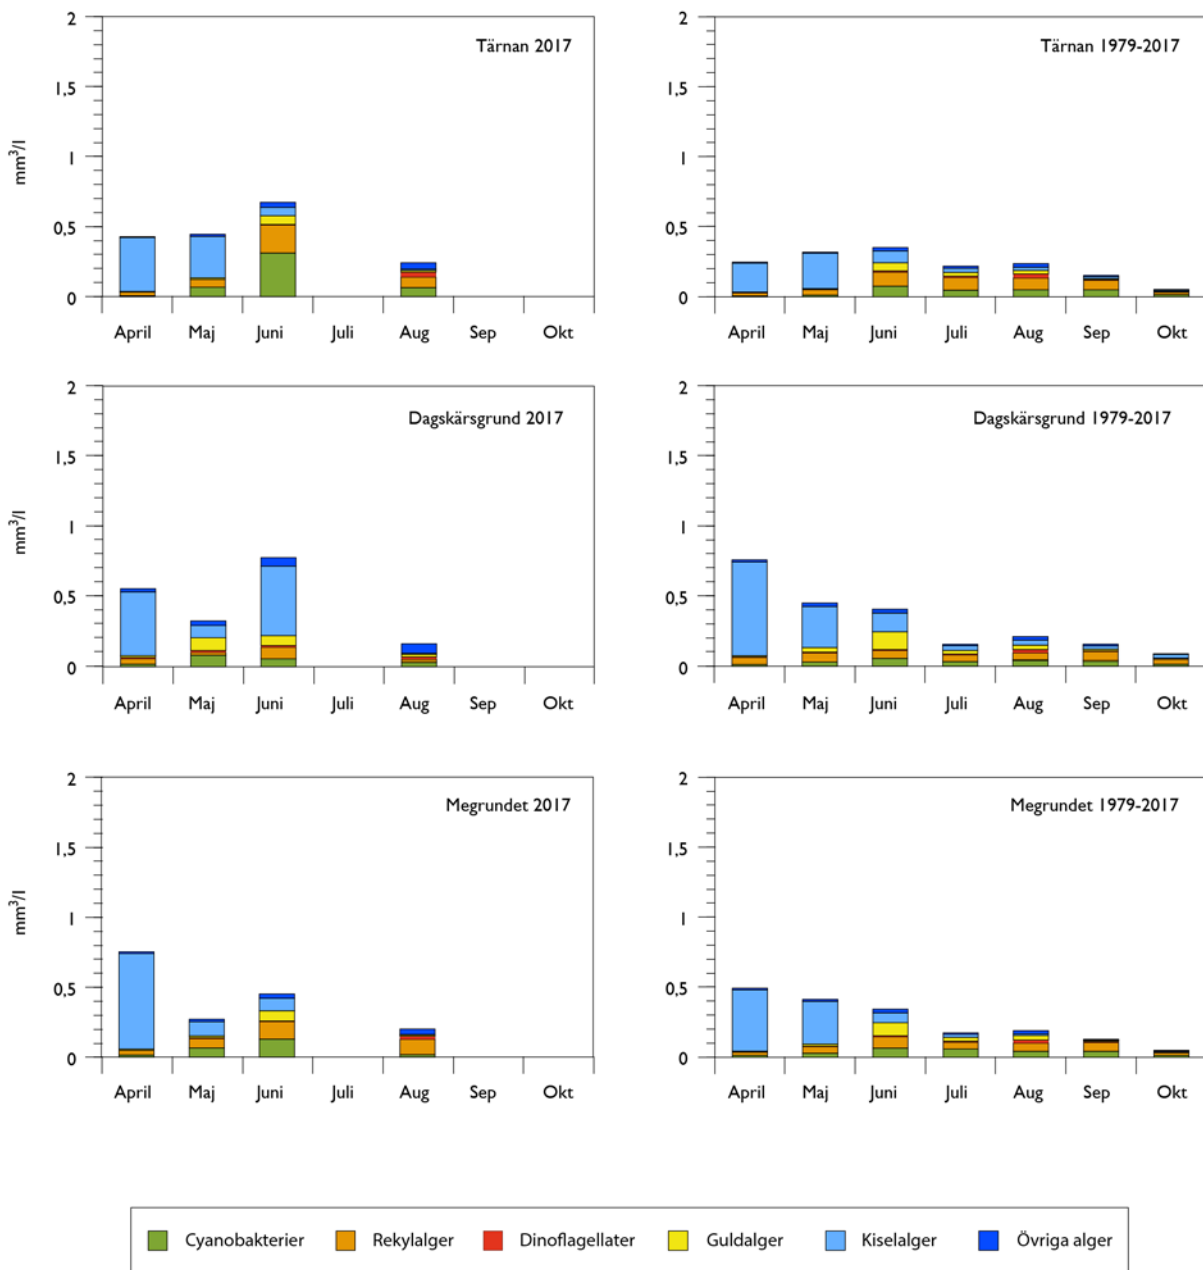 Tärnan 2017
mm³/l
2
1,5
1
0,5
0
April Maj Juni Juli Aug Sep Okt
Tärnan 1979-2017
2
1,5
1
0,5
0
April Maj Juni Juli Aug Sep Okt
Dagskärsgrund 2017
mm³/l
2
1,5
1
0,5
0
April Maj Juni Juli Aug Sep Okt
Dagskärsgrund 1979-2017
2
1,5
1
0,5
0
April Maj Juni Juli Aug Sep Okt
Megrundet 2017
mm³/l
2
1,5
1
0,5
0
April Maj Juni Juli Aug Sep Okt
Megrundet 1979-2017
2
1,5
1
0,5
0
April Maj Juni Juli Aug Sep Okt
Cyanobakterier Rekylalger Dinoflagellater Guldalger Kiselalger Övriga alger